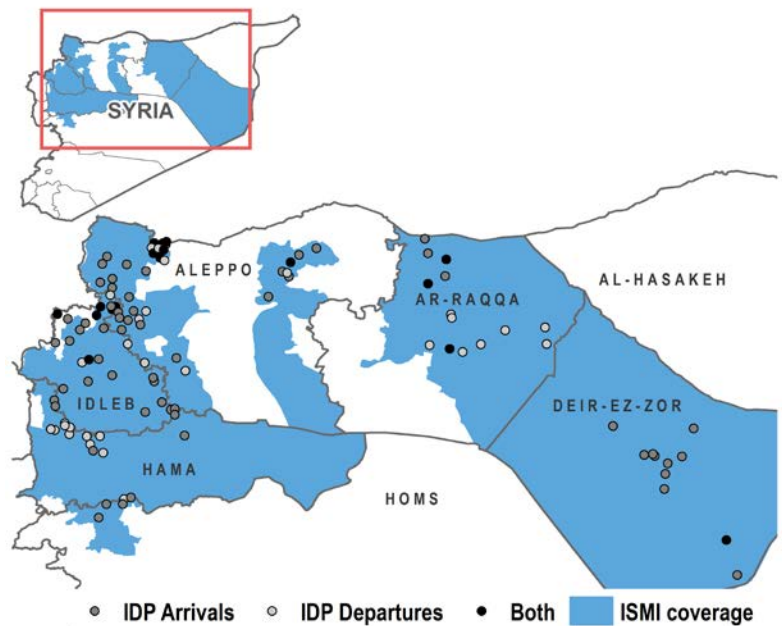 SYRIA
ALEPPO
AL-HASAKEH
AR-RAQQA
IDLEB
DEIR-EZ-ZOR
HAMA
HOMS
IDP Arrivals IDP Departures Both ISMI coverage